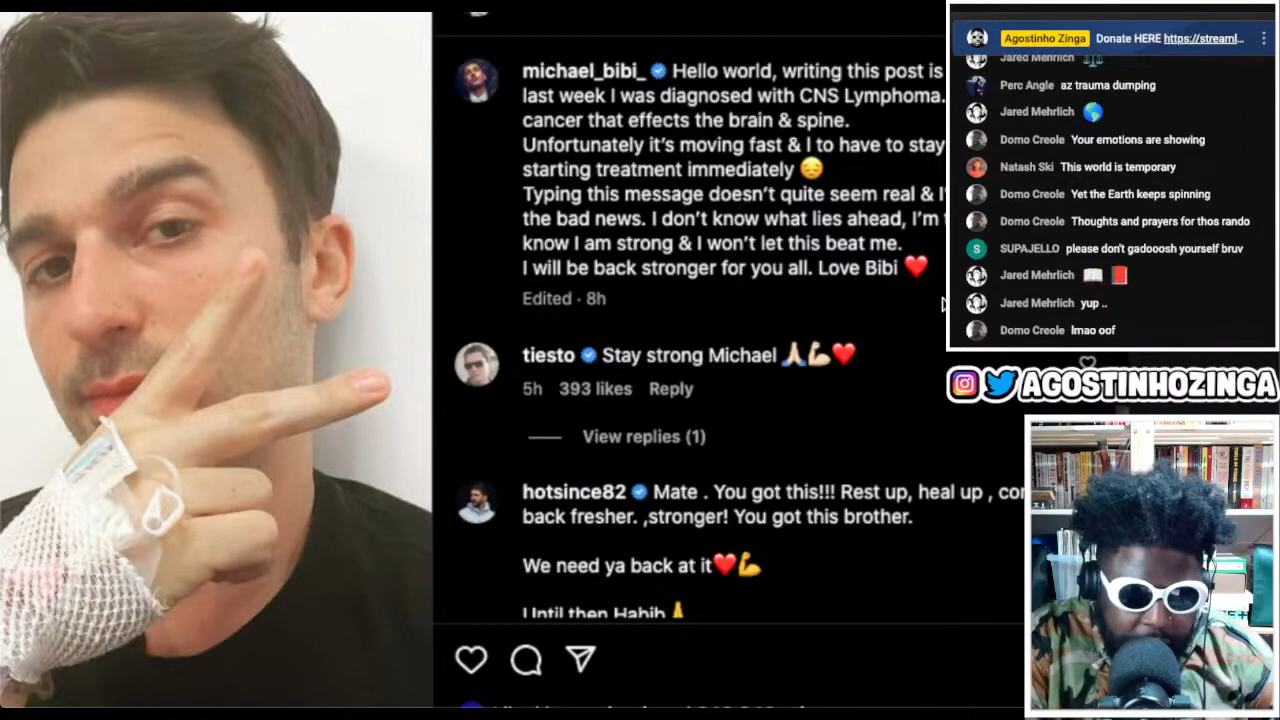 michael_bibi_ Hello world, writing this post is
last week I was diagnosed with CNS Lymphoma.
cancer that effects the brain & spine.
Unfortunately it's moving fast & I to have to stay
starting treatment immediately 😔
Typing this message doesn't quite seem real & I'
the bad news. I don't know what lies ahead, I'm
know I am strong & I won't let this beat me.
I will be back stronger for you all. Love Bibi ❤️
Edited · 8h
tiesto Stay strong Michael 🙏🏻💪🏻❤️
5h 393 likes Reply
View replies (1)
hotsince82 Mate . You got this!!! Rest up, heal up ,
back fresher. ,stronger! You got this brother.
We need ya back at it❤️💪
Until then Habib 🙏
Agostinho Zinga Donate HERE https://streaml...
Jared Mehrlich ⚖️
Perc Angle az trauma dumping
Jared Mehrlich 🌎
Domo Creole Your emotions are showing
Natash Ski This world is temporary
Domo Creole Yet the Earth keeps spinning
Domo Creole Thoughts and prayers for thos rando
S SUPAJELLO please don't gadooosh yourself bruv
Jared Mehrlich 📖 📕
Jared Mehrlich yup ..
Domo Creole lmao oof
AGOSTINHOZINGA